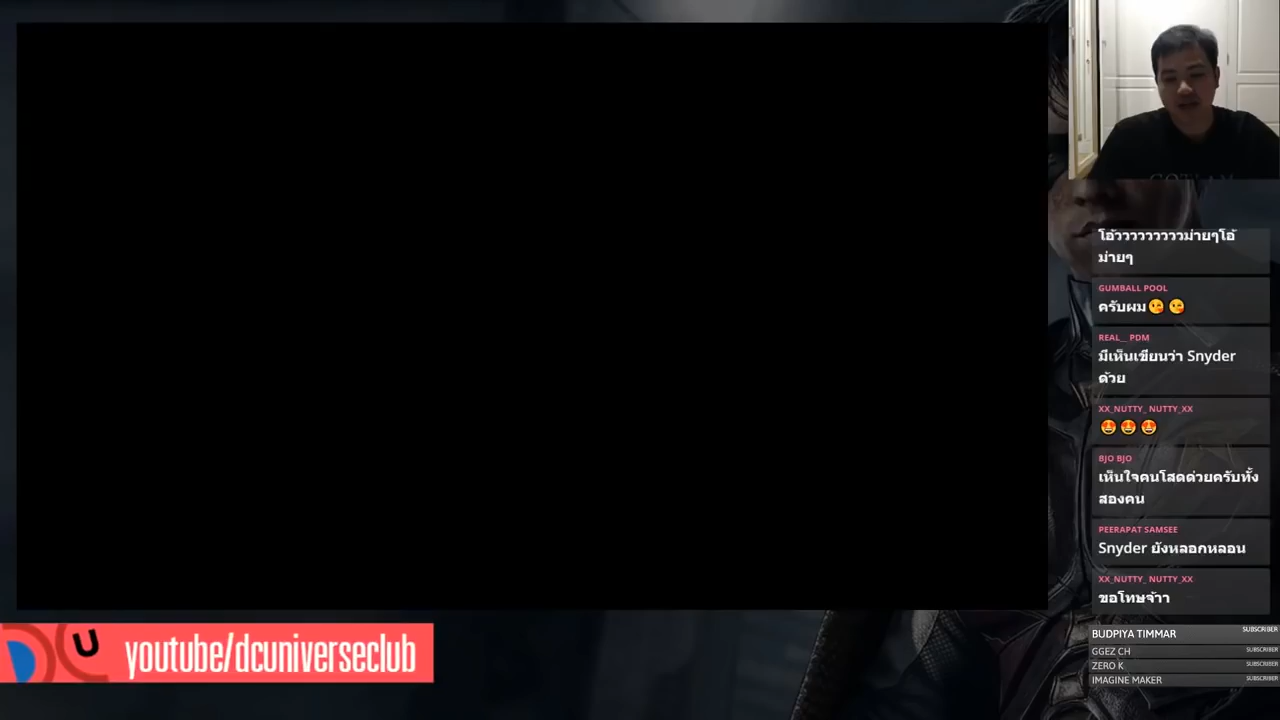 โอ้วววววววววม่ายๆโอ้
ม่ายๆ
GUMBALL POOL
ครับผม😘😘
REAL__ PDM
มีเห็นเขียนว่า Snyder
ด้วย
XX_NUTTY_ NUTTY_XX
😍😍😍
BJO BJO
เห็นใจคนโสดด่วยครับทั้ง
สองคน
PEERAPAT SAMSEE
Snyder ยังหลอกหลอน
XX_NUTTY_ NUTTY_XX
ขอโทษจ้าา
BUDPIYA TIMMAR SUBSCRIBER
GGEZ CH SUBSCRIBER
ZERO K SUBSCRIBER
IMAGINE MAKER SUBSCRIBER
U youtube/dcuniverseclub